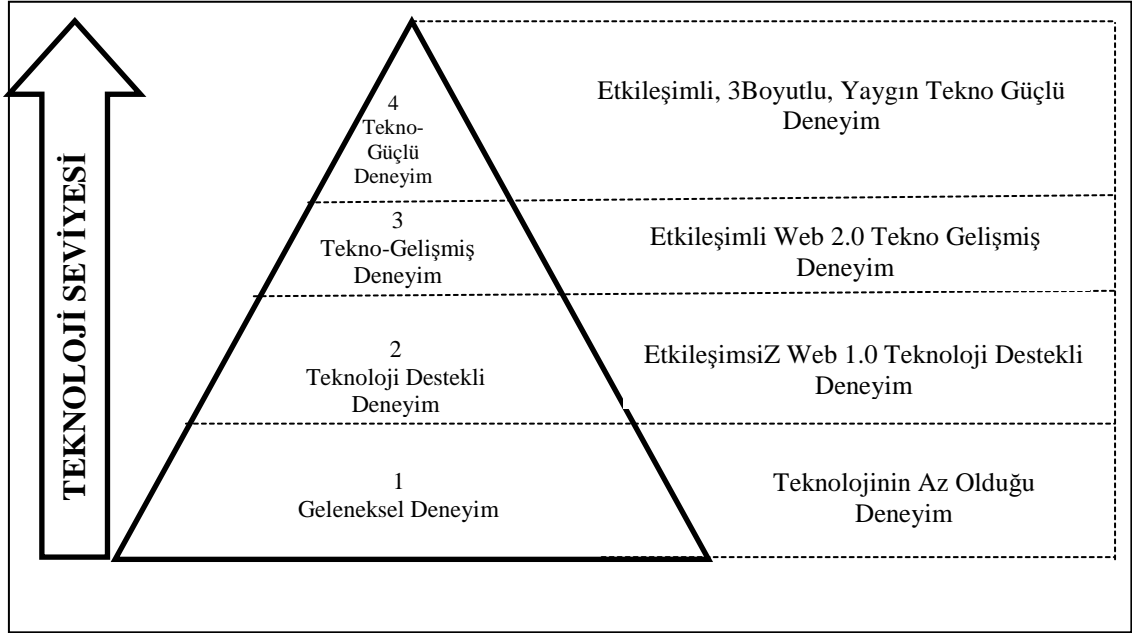 TEKNOLOJİ SEVİYESİ
4
Tekno-
Güçlü
Deneyim
Etkileşimli, 3Boyutlu, Yaygın Tekno Güçlü
Deneyim
3
Tekno-Gelişmiş
Deneyim
Etkileşimli Web 2.0 Tekno Gelişmiş
Deneyim
2
Teknoloji Destekli
Deneyim
EtkileşimsiZ Web 1.0 Teknoloji Destekli
Deneyim
1
Geleneksel Deneyim
Teknolojinin Az Olduğu
Deneyim